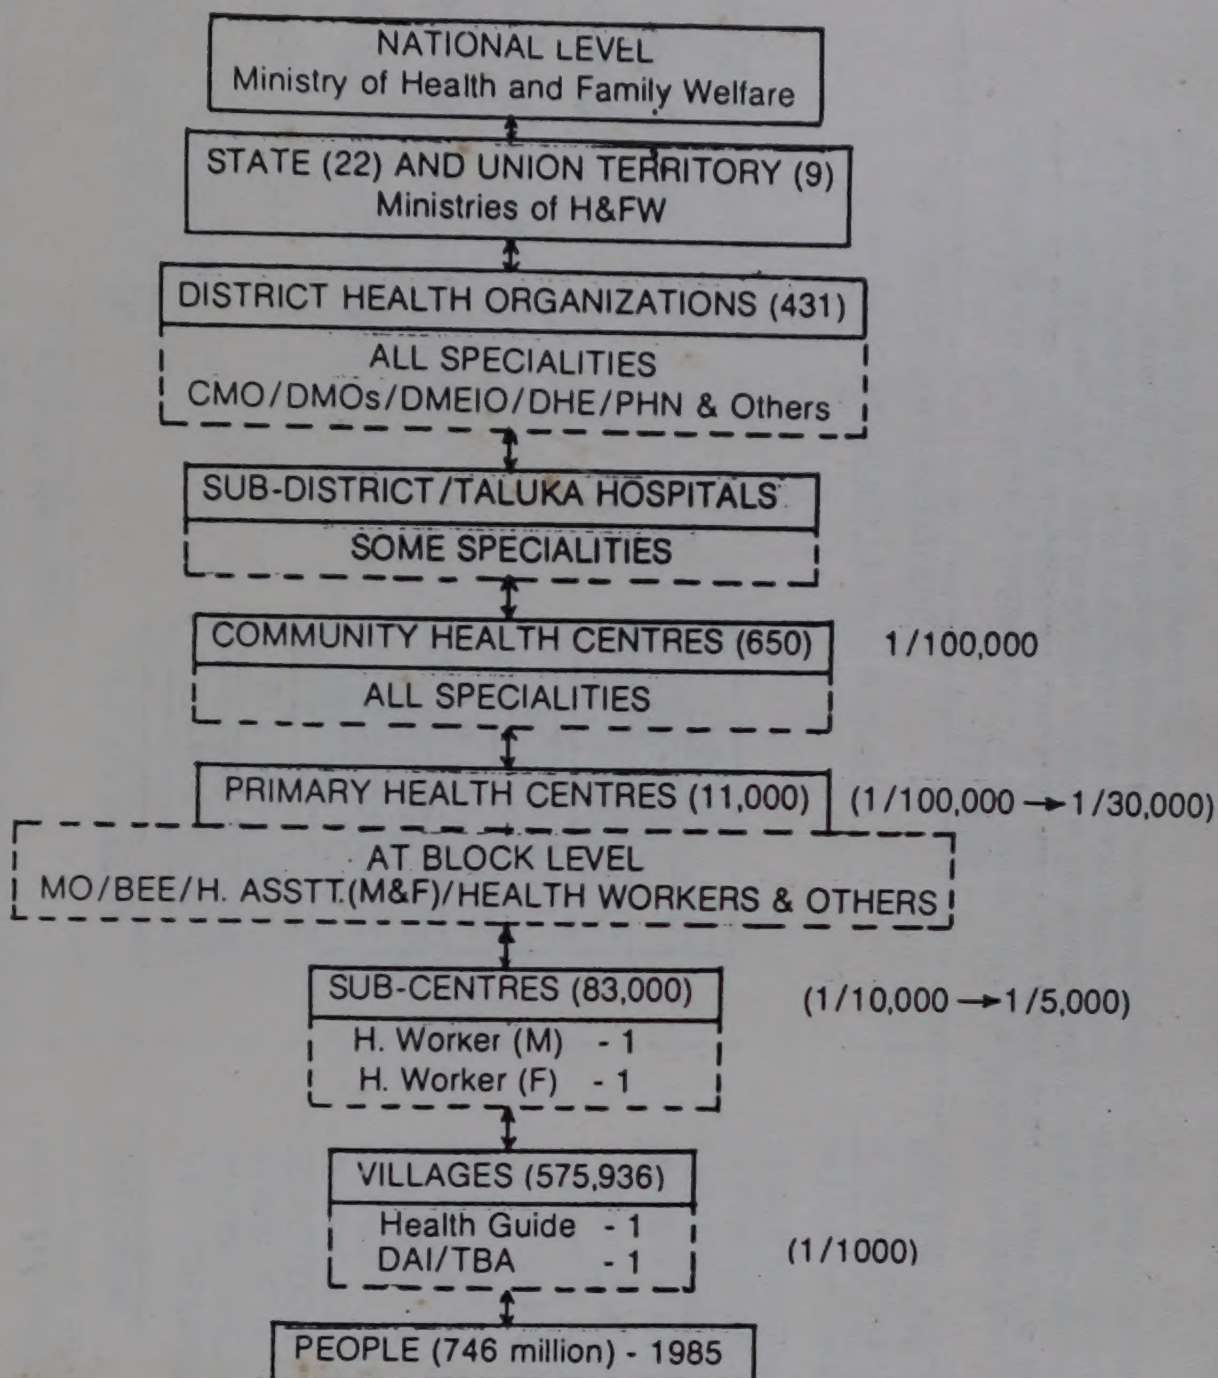 NATIONAL LEVEL
Ministry of Health and Family Welfare
STATE (22) AND UNION TERRITORY (9)
Ministries of H&FW
DISTRICT HEALTH ORGANIZATIONS (431)
ALL SPECIALITIES
CMO/DMOs/DMEIO/DHE/PHN & Others
SUB-DISTRICT/TALUKA HOSPITALS
SOME SPECIALITIES
COMMUNITY HEALTH CENTRES (650) 1/100,000
ALL SPECIALITIES
PRIMARY HEALTH CENTRES (11,000) (1/100,000 → 1/30,000)
AT BLOCK LEVEL
MO/BEE/H. ASSTT.(M&F)/HEALTH WORKERS & OTHERS
SUB-CENTRES (83,000) (1/10,000 → 1/5,000)
H. Worker (M) - 1
H. Worker (F) - 1
VILLAGES (575,936)
Health Guide - 1
DAI/TBA - 1 (1/1000)
PEOPLE (746 million) - 1985